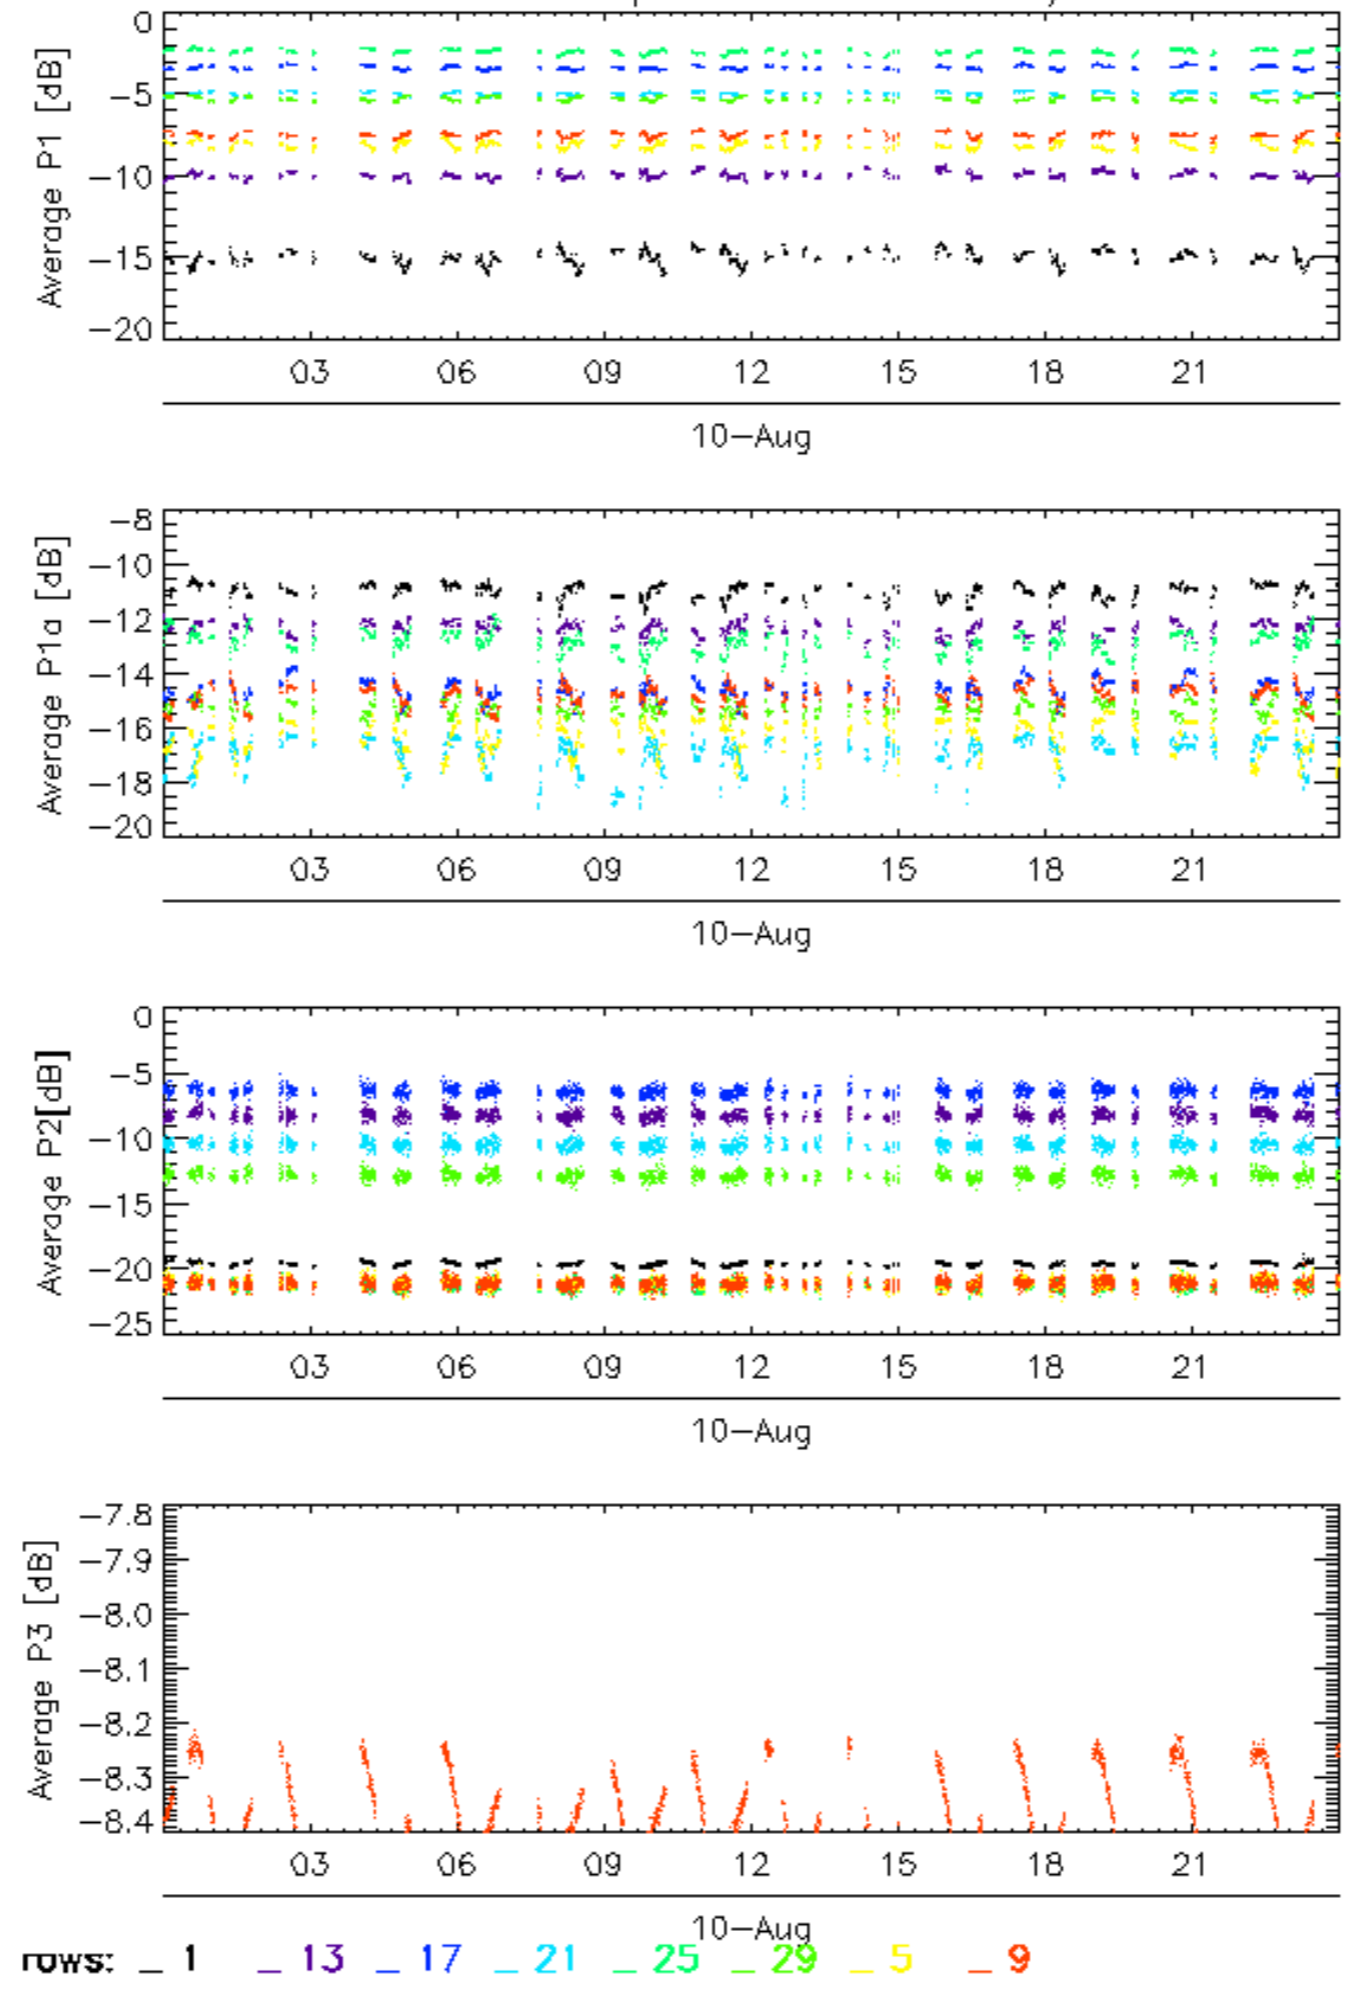 0
−5
−10
−15
−20
Average P1 [dB]
03 06 09 12 15 18 21
10−Aug
−8
−10
−12
−14
−16
−18
−20
Average P1a [dB]
03 06 09 12 15 18 21
10−Aug
0
−5
−10
−15
−20
−25
Average P2[dB]
03 06 09 12 15 18 21
10−Aug
−7.8
−7.9
−8.0
−8.1
−8.2
−8.3
−8.4
Average P3 [dB]
03 06 09 12 15 18 21
10−Aug
rows: _ 1 _ 13 _ 17 _ 21 _ 25 _ 29 _ 5 _ 9